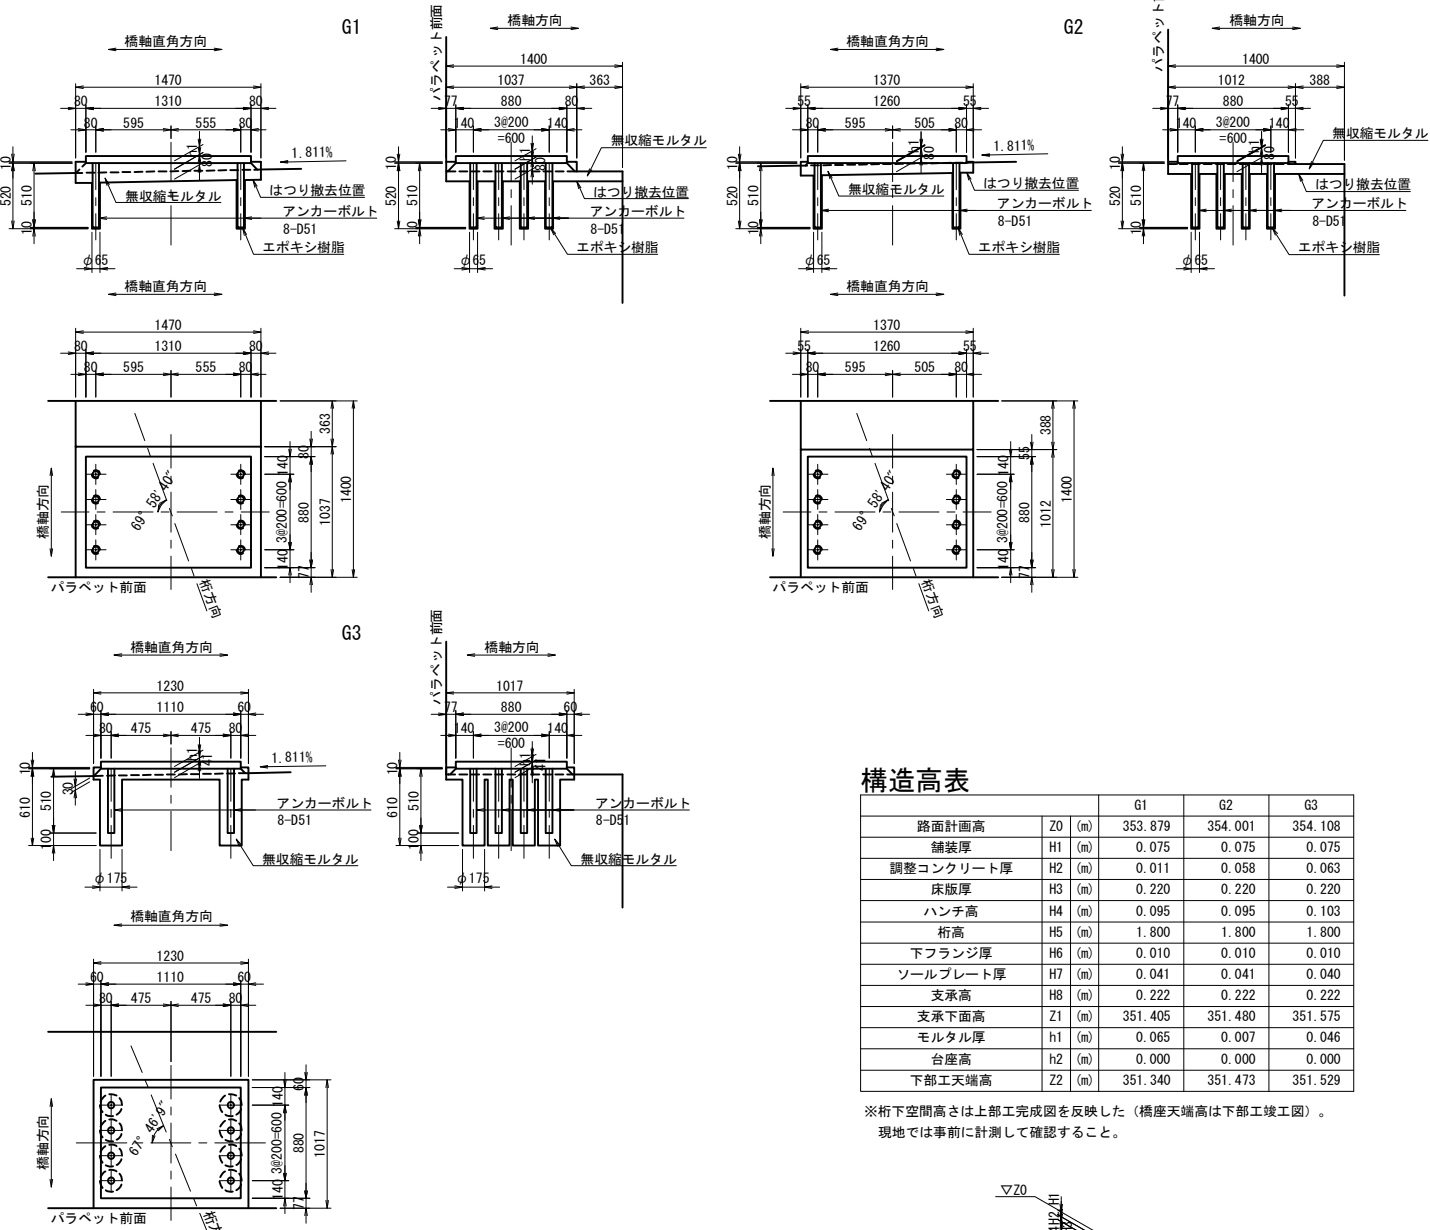 G1
橋軸直角方向
1470
80 1310 80
80 595 555 80
1.811%
10
520
510
10
80
無収縮モルタル
はつり撤去位置
アンカーボルト
8-D51
エポキシ樹脂
φ65
パラペット前面
橋軸方向
1400
1037 363
77 880 80
140 3@200 140
=600
無収縮モルタル
10
520
510
10
はつり撤去位置
アンカーボルト
8-D51
エポキシ樹脂
φ65
橋軸直角方向
1470
80 1310 80
80 595 555 80
363
80
140
3@200=600
140
880
77
1037
1400
橋軸方向
69° 58′ 40″
パラペット前面
桁方向
G2
橋軸直角方向
1370
55 1260 55
80 595 505 80
1.811%
10
520
510
10
80
無収縮モルタル
はつり撤去位置
アンカーボルト
8-D51
エポキシ樹脂
φ65
橋軸方向
1400
1012 388
77 880 55
140 3@200 140
=600
80
無収縮モルタル
10
520
510
10
はつり撤去位置
アンカーボルト
8-D51
エポキシ樹脂
φ65
橋軸直角方向
1370
55 1260 55
80 595 505 80
388
55
140
3@200=600
140
880
77
1012
1400
橋軸方向
69° 58′ 40″
パラペット前面
桁方向
G3
橋軸直角方向
1230
60 1110 60
80 475 475 80
1.811%
10
30
610
510
100
アンカーボルト
8-D51
無収縮モルタル
φ175
パラペット前面
橋軸方向
1017
77 880 60
140 3@200 140
=600
10
610
510
100
アンカーボルト
8-D51
無収縮モルタル
φ175
橋軸直角方向
1230
60 1110 60
80 475 475 80
60
140
3@200=600
140
880
77
1017
橋軸方向
67° 46′ 9″
パラペット前面
構造高表
G1 G2 G3
路面計画高 Z0 (m) 353.879 354.001 354.108
舗装厚 H1 (m) 0.075 0.075 0.075
調整コンクリート厚 H2 (m) 0.011 0.058 0.063
床版厚 H3 (m) 0.220 0.220 0.220
ハンチ高 H4 (m) 0.095 0.095 0.103
桁高 H5 (m) 1.800 1.800 1.800
下フランジ厚 H6 (m) 0.010 0.010 0.010
ソールプレート厚 H7 (m) 0.041 0.041 0.040
支承高 H8 (m) 0.222 0.222 0.222
支承下面高 Z1 (m) 351.405 351.480 351.575
モルタル厚 h1 (m) 0.065 0.007 0.046
台座高 h2 (m) 0.000 0.000 0.000
下部工天端高 Z2 (m) 351.340 351.473 351.529
※桁下空間高さは上部工完成図を反映した（橋座天端高は下部工竣工図）。
現地では事前に計測して確認すること。
▽Z0
H2 H1